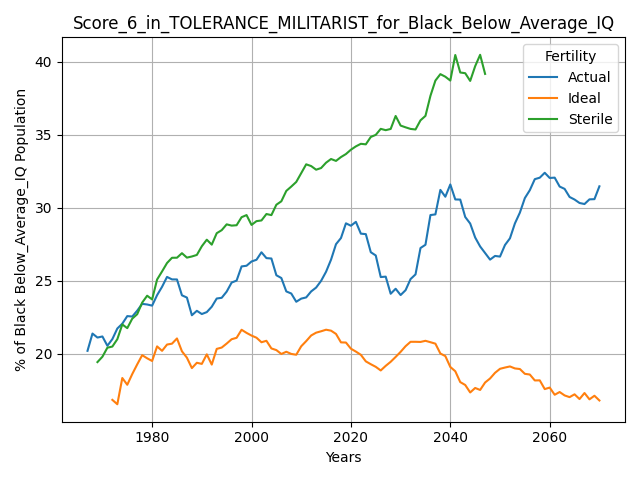 Score_6_in_TOLERANCE_MILITARIST_for_Black_Below_Average_IQ
% of Black Below_Average_IQ Population
40
35
30
25
20
Fertility
Actual
Ideal
Sterile
1980
2000
2020
2040
2060
Years